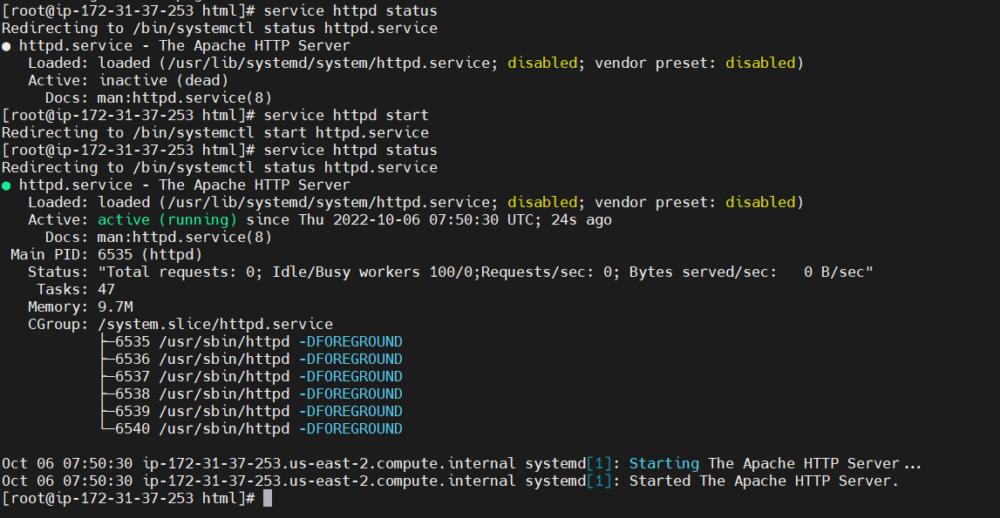 [root@ip-172-31-37-253 html]# service httpd status
Redirecting to /bin/systemctl status httpd.service
● httpd.service - The Apache HTTP Server
   Loaded: loaded (/usr/lib/systemd/system/httpd.service; disabled; vendor preset: disabled)
   Active: inactive (dead)
     Docs: man:httpd.service(8)
[root@ip-172-31-37-253 html]# service httpd start
Redirecting to /bin/systemctl start httpd.service
[root@ip-172-31-37-253 html]# service httpd status
Redirecting to /bin/systemctl status httpd.service
● httpd.service - The Apache HTTP Server
   Loaded: loaded (/usr/lib/systemd/system/httpd.service; disabled; vendor preset: disabled)
   Active: active (running) since Thu 2022-10-06 07:50:30 UTC; 24s ago
     Docs: man:httpd.service(8)
 Main PID: 6535 (httpd)
   Status: "Total requests: 0; Idle/Busy workers 100/0;Requests/sec: 0; Bytes served/sec:   0 B/sec"
    Tasks: 47
   Memory: 9.7M
   CGroup: /system.slice/httpd.service
           ├─6535 /usr/sbin/httpd -DFOREGROUND
           ├─6536 /usr/sbin/httpd -DFOREGROUND
           ├─6537 /usr/sbin/httpd -DFOREGROUND
           ├─6538 /usr/sbin/httpd -DFOREGROUND
           ├─6539 /usr/sbin/httpd -DFOREGROUND
           └─6540 /usr/sbin/httpd -DFOREGROUND

Oct 06 07:50:30 ip-172-31-37-253.us-east-2.compute.internal systemd[1]: Starting The Apache HTTP Server...
Oct 06 07:50:30 ip-172-31-37-253.us-east-2.compute.internal systemd[1]: Started The Apache HTTP Server.
[root@ip-172-31-37-253 html]#